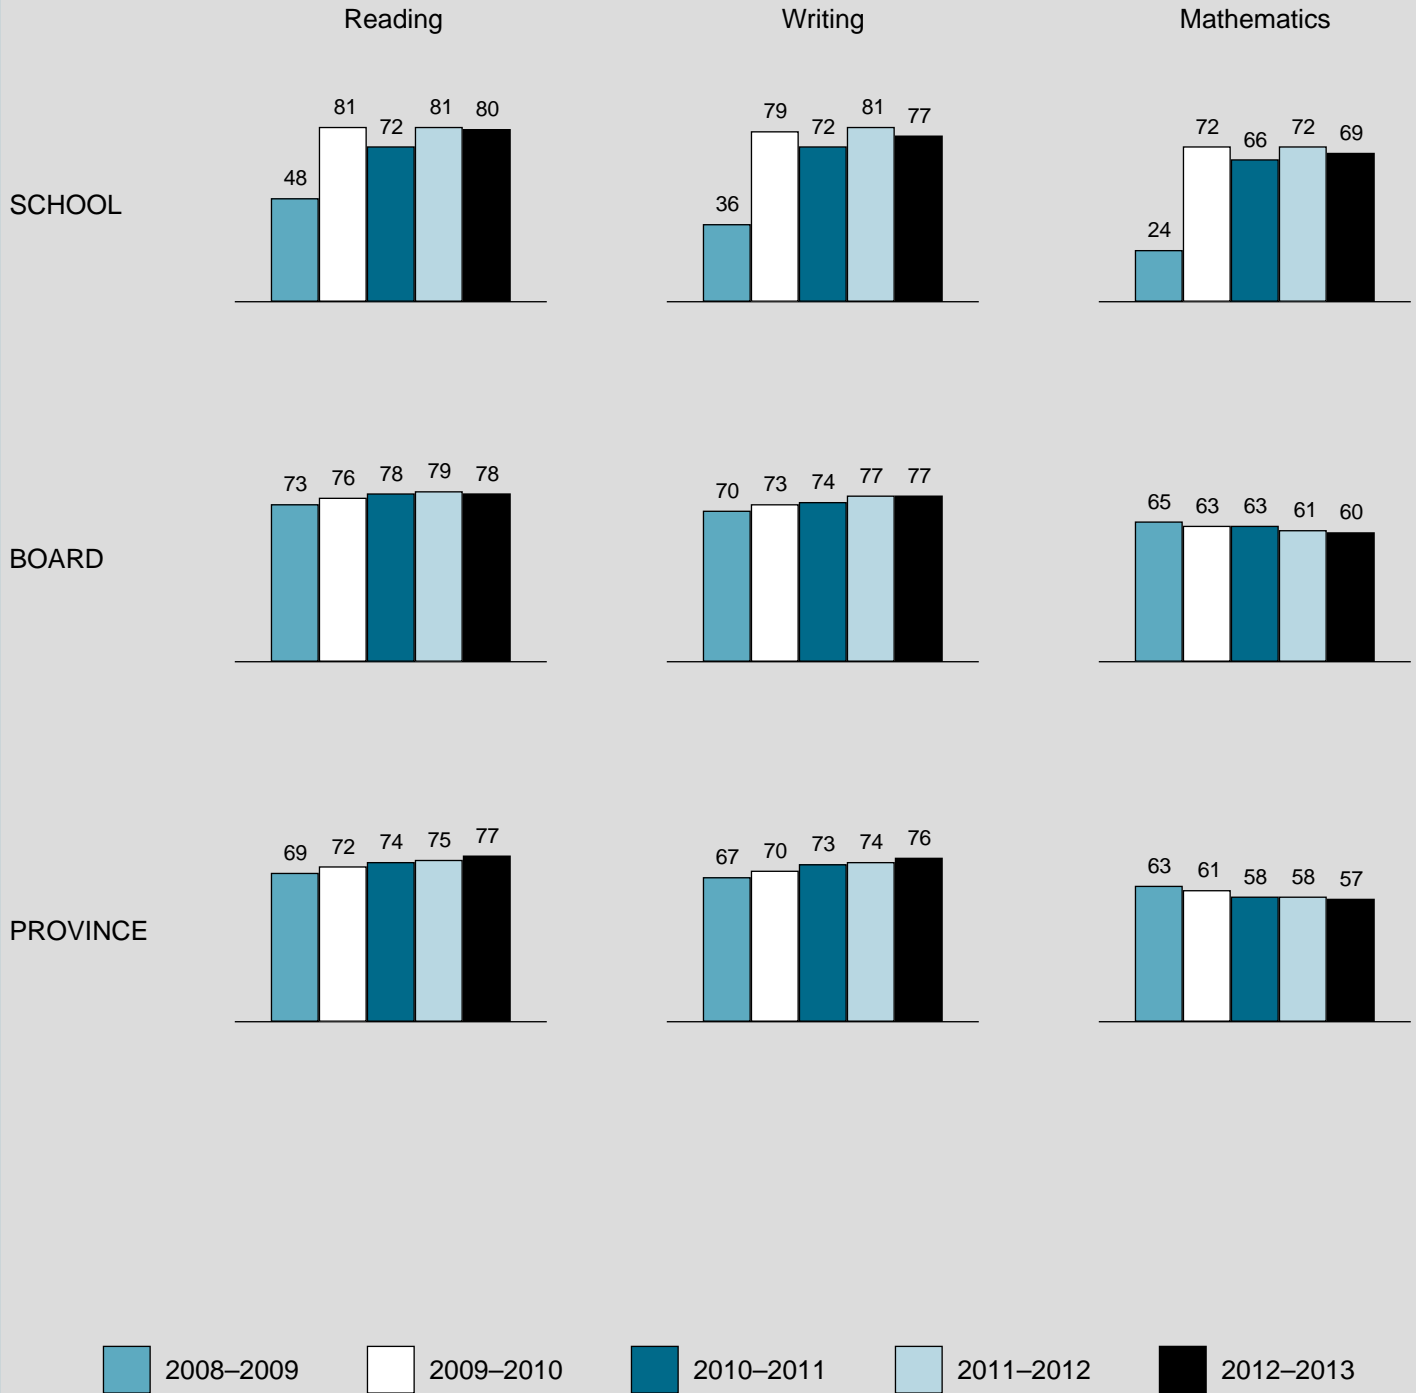 Reading Writing Mathematics
SCHOOL
48 81 72 81 80
36 79 72 81 77
24 72 66 72 69
BOARD
73 76 78 79 78
70 73 74 77 77
65 63 63 61 60
PROVINCE
69 72 74 75 77
67 70 73 74 76
63 61 58 58 57
2008–2009 2009–2010 2010–2011 2011–2012 2012–2013